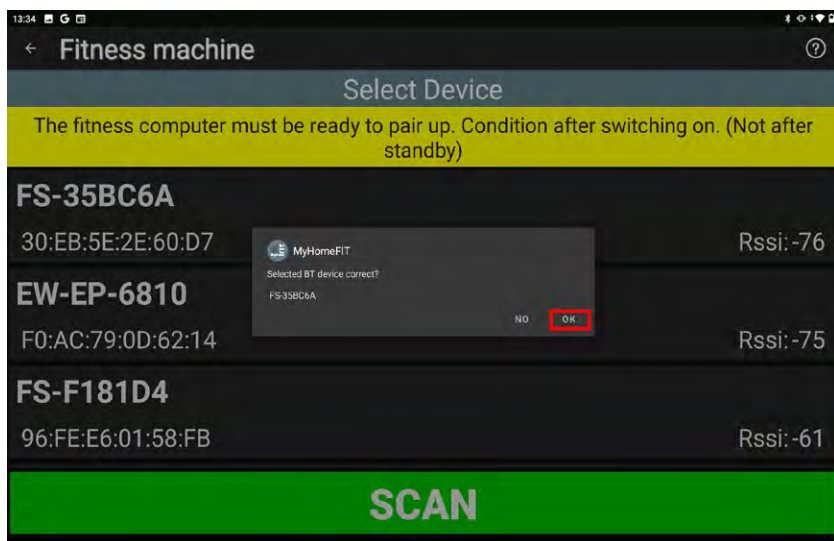 13:34
Fitness machine
Select Device
The fitness computer must be ready to pair up. Condition after switching on. (Not after
standby)
FS-35BC6A
30:EB:5E:2E:60:D7 Rssi:-76
MyHomeFIT
Selected BT device correct?
FS-35BC6A
NO OK
EW-EP-6810
F0:AC:79:0D:62:14 Rssi:-75
FS-F181D4
96:FE:E6:01:58:FB Rssi:-61
SCAN